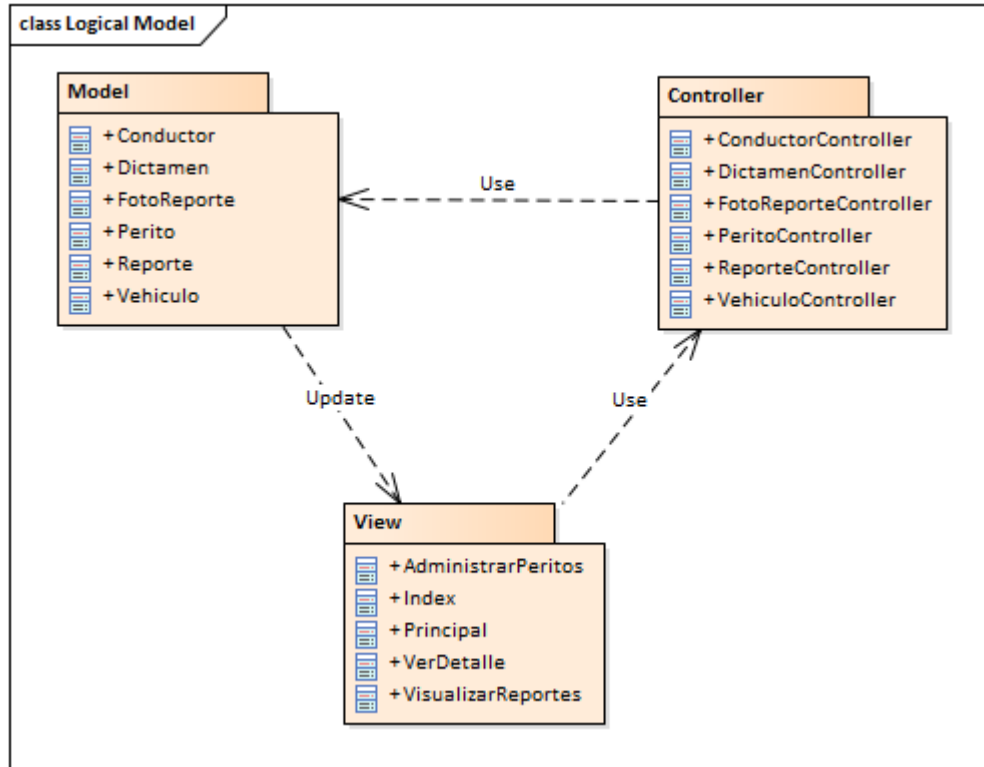 class Logical Model
Model
+Conductor
+Dictamen
+FotoReporte
+Perito
+Reporte
+Vehiculo
Use
Controller
+ConductorController
+DictamenController
+FotoReporteController
+PeritoController
+ReporteController
+VehiculoController
Update
Use
View
+AdministrarPeritos
+Index
+Principal
+VerDetalle
+VisualizarReportes